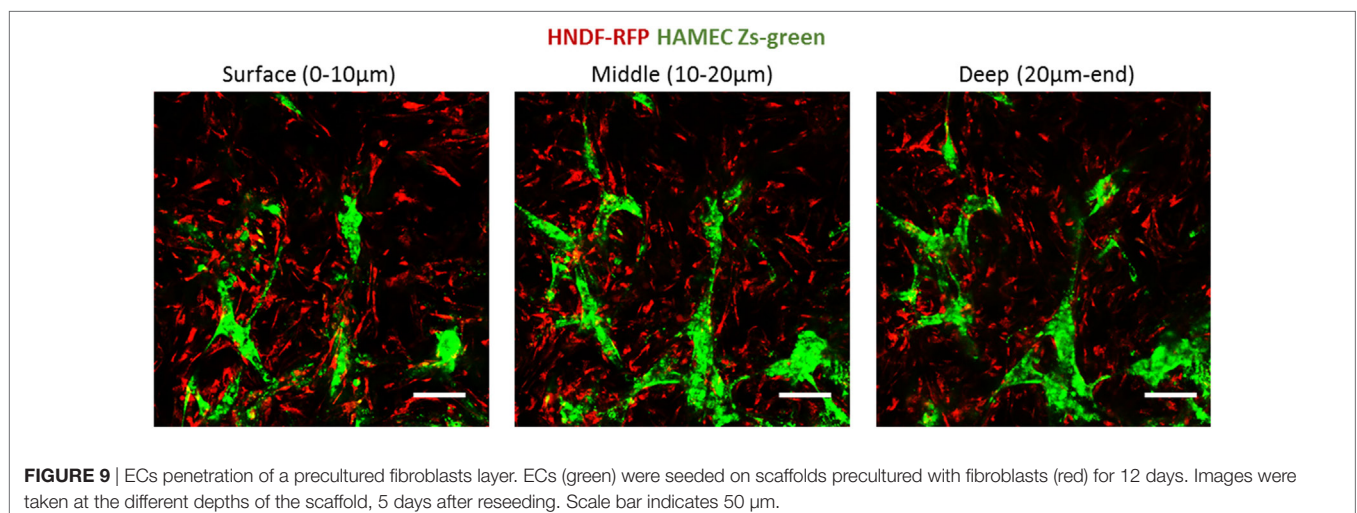 HNDF-RFP HAMEC Zs-green
Surface (0-10µm)
Middle (10-20µm)
Deep (20µm-end)
FIGURE 9 | ECs penetration of a precultured fibroblasts layer. ECs (green) were seeded on scaffolds precultured with fibroblasts (red) for 12 days. Images were
taken at the different depths of the scaffold, 5 days after reseeding. Scale bar indicates 50 µm.